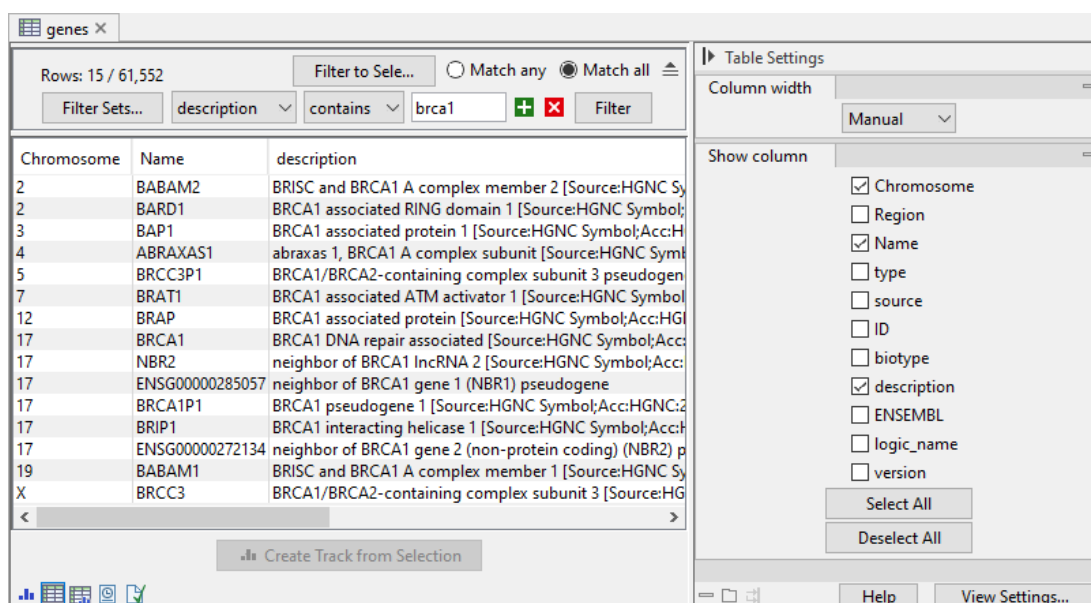 genes
Rows: 15 / 61,552
Filter to Sele...
Match any
Match all
Filter Sets...
description
contains
brca1
Filter
Chromosome Name description
2 BABAM2 BRISC and BRCA1 A complex member 2 [Source:HGNC Sy
2 BARD1 BRCA1 associated RING domain 1 [Source:HGNC Symbol;
3 BAP1 BRCA1 associated protein 1 [Source:HGNC Symbol;Acc:H
4 ABRAXAS1 abraxas 1, BRCA1 A complex subunit [Source:HGNC Sym
5 BRCC3P1 BRCA1/BRCA2-containing complex subunit 3 pseudogen
7 BRAT1 BRCA1 associated ATM activator 1 [Source:HGNC Symbol
12 BRAP BRCA1 associated protein [Source:HGNC Symbol;Acc:HG
17 BRCA1 BRCA1 DNA repair associated [Source:HGNC Symbol;Acc:
17 NBR2 neighbor of BRCA1 lncRNA 2 [Source:HGNC Symbol;Acc:
17 ENSG00000285057 neighbor of BRCA1 gene 1 (NBR1) pseudogene
17 BRCA1P1 BRCA1 pseudogene 1 [Source:HGNC Symbol;Acc:HGNC:2
17 BRIP1 BRCA1 interacting helicase 1 [Source:HGNC Symbol;Acc:H
17 ENSG00000272134 neighbor of BRCA1 gene 2 (non-protein coding) (NBR2) p
19 BABAM1 BRISC and BRCA1 A complex member 1 [Source:HGNC Sy
X BRCC3 BRCA1/BRCA2-containing complex subunit 3 [Source:HG
Create Track from Selection
Table Settings
Column width
Manual
Show column
Chromosome
Region
Name
type
source
ID
biotype
description
ENSEMBL
logic_name
version
Select All
Deselect All
Help
View Settings...